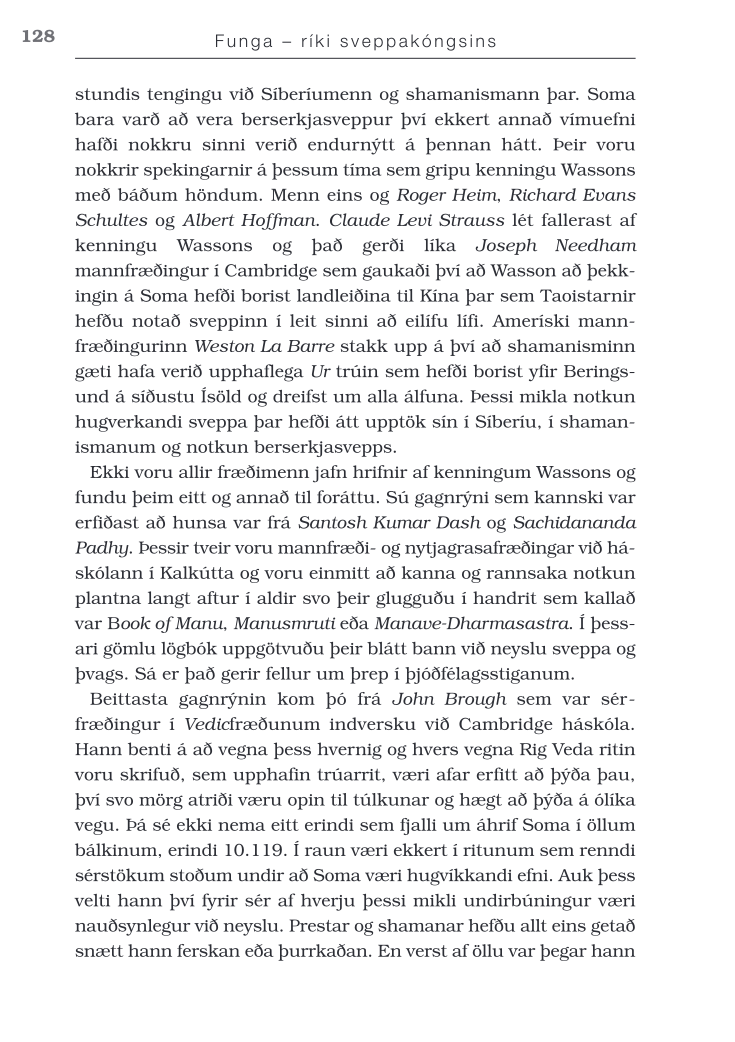 128
Funga – ríki sveppakóngsins
stundis tengingu við Síberíumenn og shamanismann þar. Soma
bara varð að vera berserkjasveppur því ekkert annað vímuefni
hafði nokkru sinni verið endurnýtt á þennan hátt. Þeir voru
nokkrir spekingarnir á þessum tíma sem gripu kenningu Wassons
með báðum höndum. Menn eins og Roger Heim, Richard Evans
Schultes og Albert Hoffman. Claude Levi Strauss lét fallerast af
kenningu Wassons og það gerði líka Joseph Needham
mannfræðingur í Cambridge sem gaukaði því að Wasson að þekk-
ingin á Soma hefði borist landleiðina til Kína þar sem Taoistarnir
hefðu notað sveppinn í leit sinni að eilífu lífi. Ameríski mann-
fræðingurinn Weston La Barre stakk upp á því að shamanisminn
gæti hafa verið upphaflega Ur trúin sem hefði borist yfir Berings-
und á síðustu Ísöld og dreifst um alla álfuna. Þessi mikla notkun
hugverkandi sveppa þar hefði átt upptök sín í Síberíu, í shaman-
ismanum og notkun berserkjasvepps.
Ekki voru allir fræðimenn jafn hrifnir af kenningum Wassons og
fundu þeim eitt og annað til foráttu. Sú gagnrýni sem kannski var
erfiðast að hunsa var frá Santosh Kumar Dash og Sachidananda
Padhy. Þessir tveir voru mannfræði- og nytjagrasafræðingar við há-
skólann í Kalkútta og voru einmitt að kanna og rannsaka notkun
plantna langt aftur í aldir svo þeir glugguðu í handrit sem kallað
var Book of Manu, Manusmruti eða Manave-Dharmasastra. Í þess-
ari gömlu lögbók uppgötvuðu þeir blátt bann við neyslu sveppa og
þvags. Sá er það gerir fellur um þrep í þjóðfélagsstiganum.
Beittasta gagnrýnin kom þó frá John Brough sem var sér-
fræðingur í Vedicfræðunum indversku við Cambridge háskóla.
Hann benti á að vegna þess hvernig og hvers vegna Rig Veda ritin
voru skrifuð, sem upphafin trúarrit, væri afar erfitt að þýða þau,
því svo mörg atriði væru opin til túlkunar og hægt að þýða á ólíka
vegu. Þá sé ekki nema eitt erindi sem fjalli um áhrif Soma í öllum
bálkinum, erindi 10.119. Í raun væri ekkert í ritunum sem renndi
sérstökum stoðum undir að Soma væri hugvíkkandi efni. Auk þess
velti hann því fyrir sér af hverju þessi mikli undirbúningur væri
nauðsynlegur við neyslu. Prestar og shamanar hefðu allt eins getað
snætt hann ferskan eða þurrkaðan. En verst af öllu var þegar hann